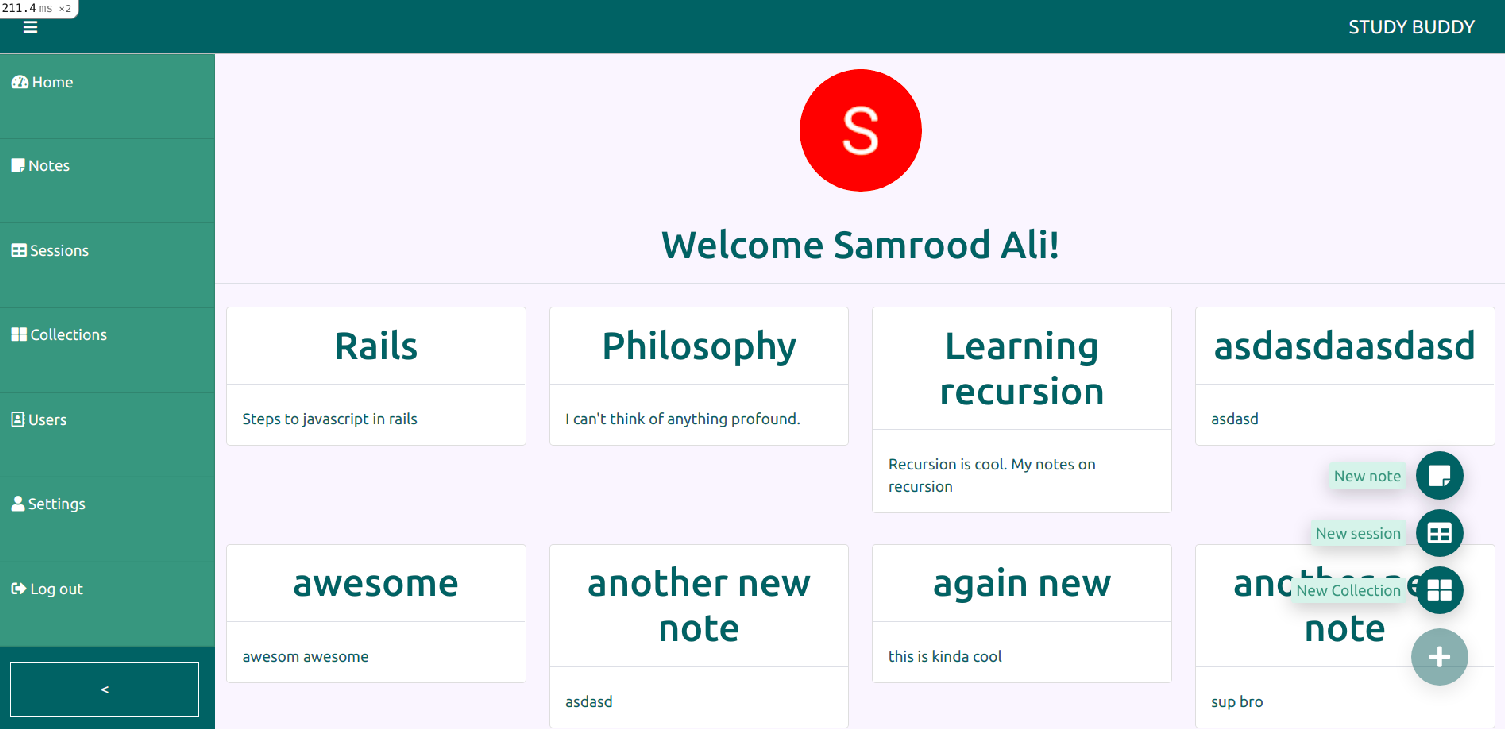 211.4 ms ×2
STUDY BUDDY
Home
Notes
Sessions
Collections
Users
Settings
Log out
<
S
Welcome Samrood Ali!
Rails
Steps to javascript in rails
Philosophy
I can't think of anything profound.
Learning
recursion
Recursion is cool. My notes on
recursion
asdasdaasdasd
asdasd
New note
New session
New Collection
awesome
awesom awesome
another new
note
asdasd
again new
this is kinda cool
note
sup bro